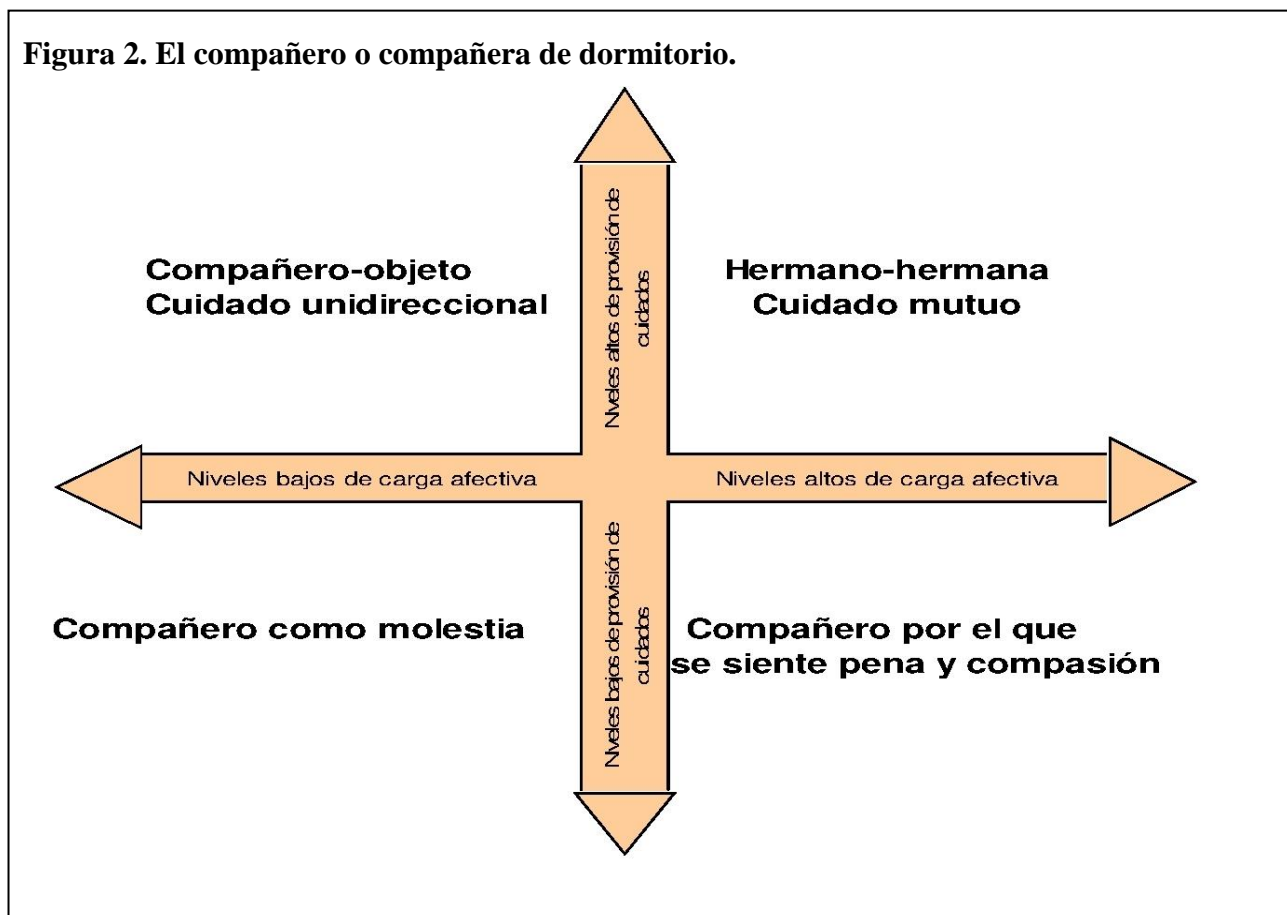 Figura 2. El compañero o compañera de dormitorio.
Compañero-objeto
Cuidado unidireccional
Hermano-hermana
Cuidado mutuo
Niveles altos de provisión de
cuidados
Niveles bajos de carga afectiva
Niveles altos de carga afectiva
Niveles bajos de provisión de
cuidados
Compañero como molestia
Compañero por el que
se siente pena y compasión